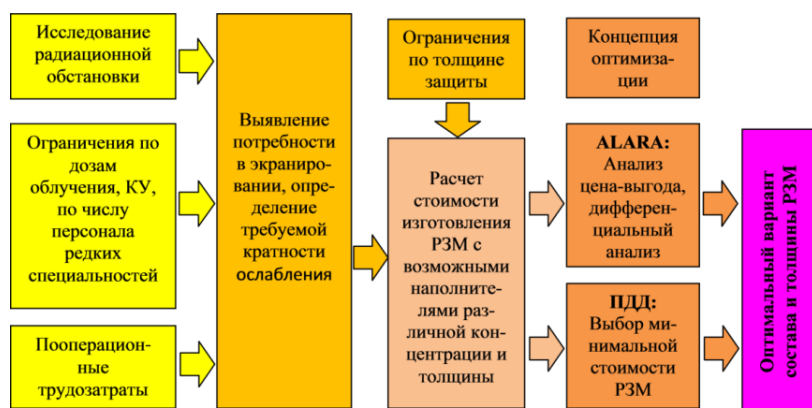 Исследование
радиационной
обстановки
Ограничения по
дозам
облучения, КУ,
по числу
персонала
редких
специальностей
Пооперацион-
ные
трудозатраты
Выявление
потребности
в экраниро-
вании, опре-
деление
требуемой
кратности
ослабления
Ограничения
по толщине
защиты
Расчет
стоимости
изготовления
РЗМ с
возможными
наполните-
лями раз-
личной кон-
центрации и
толщины
Концепция
оптимиза-
ции
ALARA:
Анализ
цена-выгода,
дифферен-
циальный
анализ
ПДД:
Выбор ми-
нимальной
стоимости
РЗМ
Оптимальный вариант
состава и толщины РЗМ